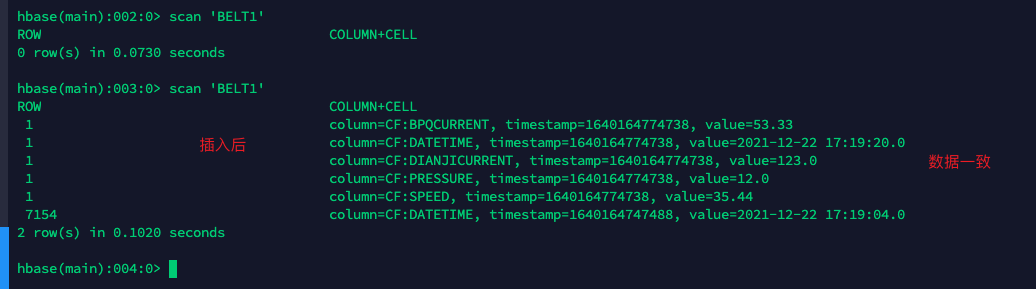 hbase(main):002:0> scan 'BELT1'
ROW COLUMN+CELL
0 row(s) in 0.0730 seconds
hbase(main):003:0> scan 'BELT1'
ROW COLUMN+CELL
1 column=CF:BPQCURRENT, timestamp=1640164774738, value=53.33
1 插入后 column=CF:DATETIME, timestamp=1640164774738, value=2021-12-22 17:19:20.0
1 column=CF:DIANJICURRENT, timestamp=1640164774738, value=123.0 数据一致
1 column=CF:PRESSURE, timestamp=1640164774738, value=12.0
1 column=CF:SPEED, timestamp=1640164774738, value=35.44
7154 column=CF:DATETIME, timestamp=1640164747488, value=2021-12-22 17:19:04.0
2 row(s) in 0.1020 seconds
hbase(main):004:0>